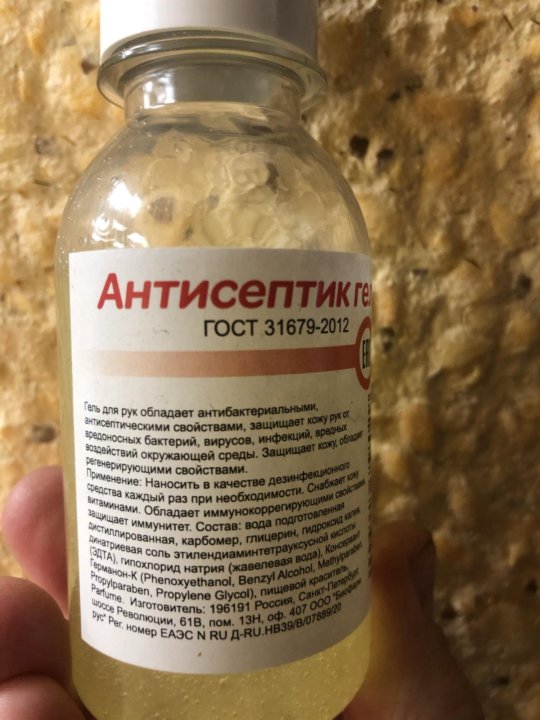 Антисептик ге
ГОСТ 31679-2012
ЕАС
Гель для рук обладает антибактериальными,
антисептическими свойствами, защищает кожу рук от
вредоносных бактерий, вирусов, инфекций, вредных
воздействий окружающей среды. Защищает кожу, обладает
регенерирующими свойствами.
Применение: Наносить в качестве дезинфекционного
средства каждый раз при необходимости. Снабжает кожу
витаминами. Обладает иммунокоррегирующими свойствами,
защищает иммунитет. Состав: вода подготовленная
дистиллированная, карбомер, глицерин, гидроксид калия,
динатриевая соль этилендиаминтетрауксусной кислоты
(ЭДТА), гипохлорид натрия (жавелевая вода), Консервант
Германон-К (Phenoxyethanol, Benzyl Alcohol, Methylparaben,
Propylparaben, Propylene Glycol), пищевой краситель,
Parfume. Изготовитель: 196191 Россия, Санкт-Петербург,
шоссе Революции, 61В, пом. 13Н, оф. 407 ООО
рус" Рег. номер ЕАЭС N RU Д-RU.НВ39/В/07889/20